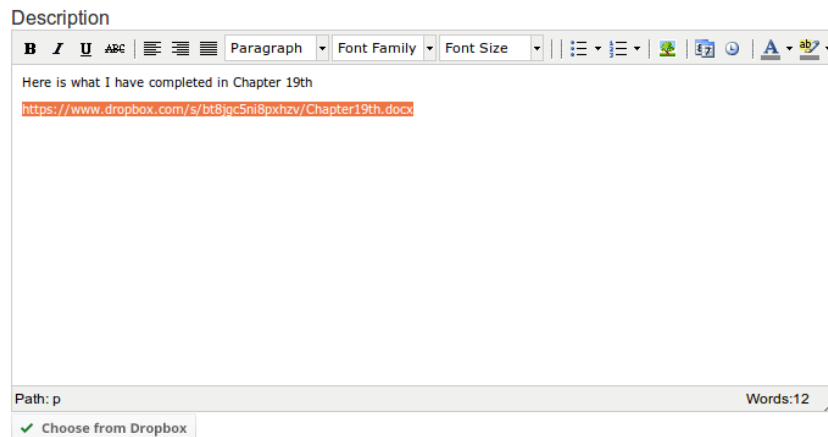 Description
B I U ABC Paragraph Font Family Font Size A ab
Here is what I have completed in Chapter 19th
https://www.dropbox.com/s/bt8jgc5ni8pxhzv/Chapter19th.docx
Path: p Words:12
Choose from Dropbox